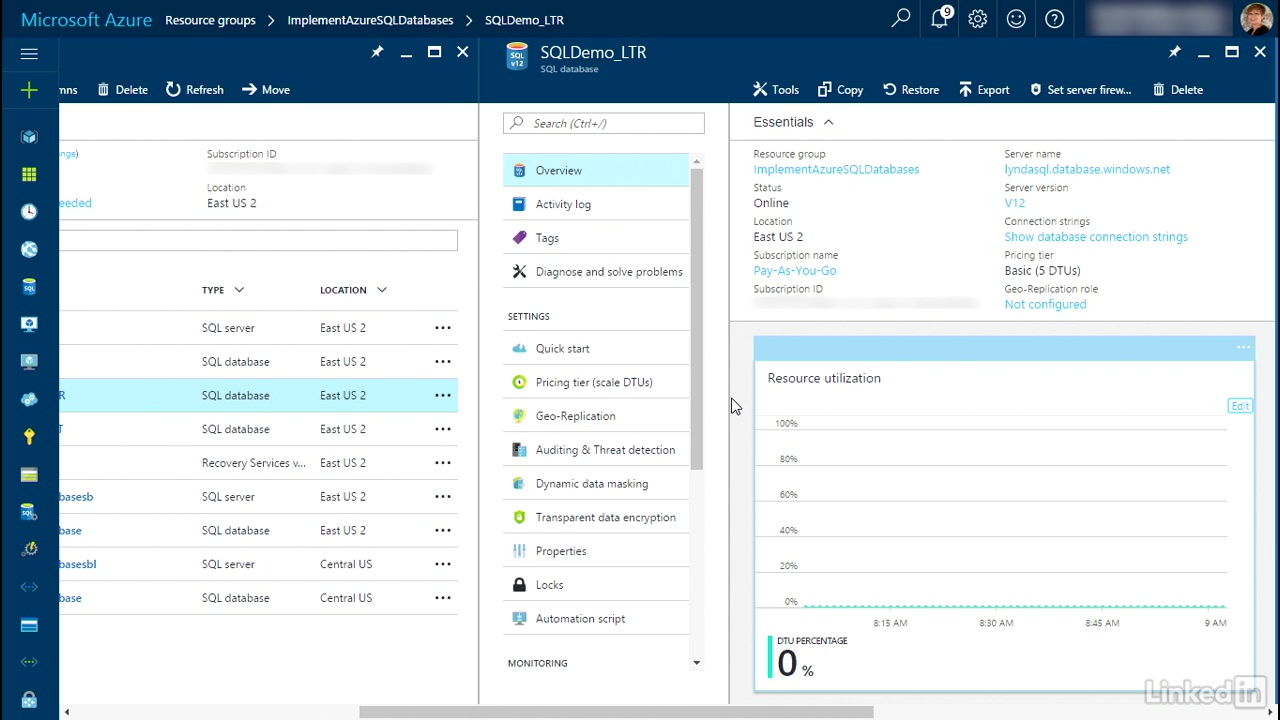 Microsoft Azure Resource groups > ImplementAzureSQLDatabases > SQLDemo_LTR
9
mns
Delete
Refresh
Move
nge)
Subscription ID
Location
eeded
East US 2
TYPE
LOCATION
SQL server East US 2 •••
SQL database East US 2 •••
R SQL database East US 2 •••
T SQL database East US 2 •••
Recovery Services v... East US 2 •••
basesb SQL server East US 2 •••
base SQL database East US 2 •••
basesbl SQL server Central US •••
base SQL database Central US •••
SQL v12
SQLDemo_LTR
SQL database
Tools
Copy
Restore
Export
Set server firew...
Delete
Search (Ctrl+/)
Overview
Activity log
Tags
Diagnose and solve problems
SETTINGS
Quick start
Pricing tier (scale DTUs)
Geo-Replication
Auditing & Threat detection
Dynamic data masking
Transparent data encryption
Properties
Locks
Automation script
MONITORING
Essentials
Resource group
ImplementAzureSQLDatabases
Status
Online
Location
East US 2
Subscription name
Pay-As-You-Go
Subscription ID
Server name
lyndasql.database.windows.net
Server version
V12
Connection strings
Show database connection strings
Pricing tier
Basic (5 DTUs)
Geo-Replication role
Not configured
Resource utilization
Edit
100%
80%
60%
40%
20%
0%
8:15 AM 8:30 AM 8:45 AM 9 AM
DTU PERCENTAGE
0 %
LinkedIn